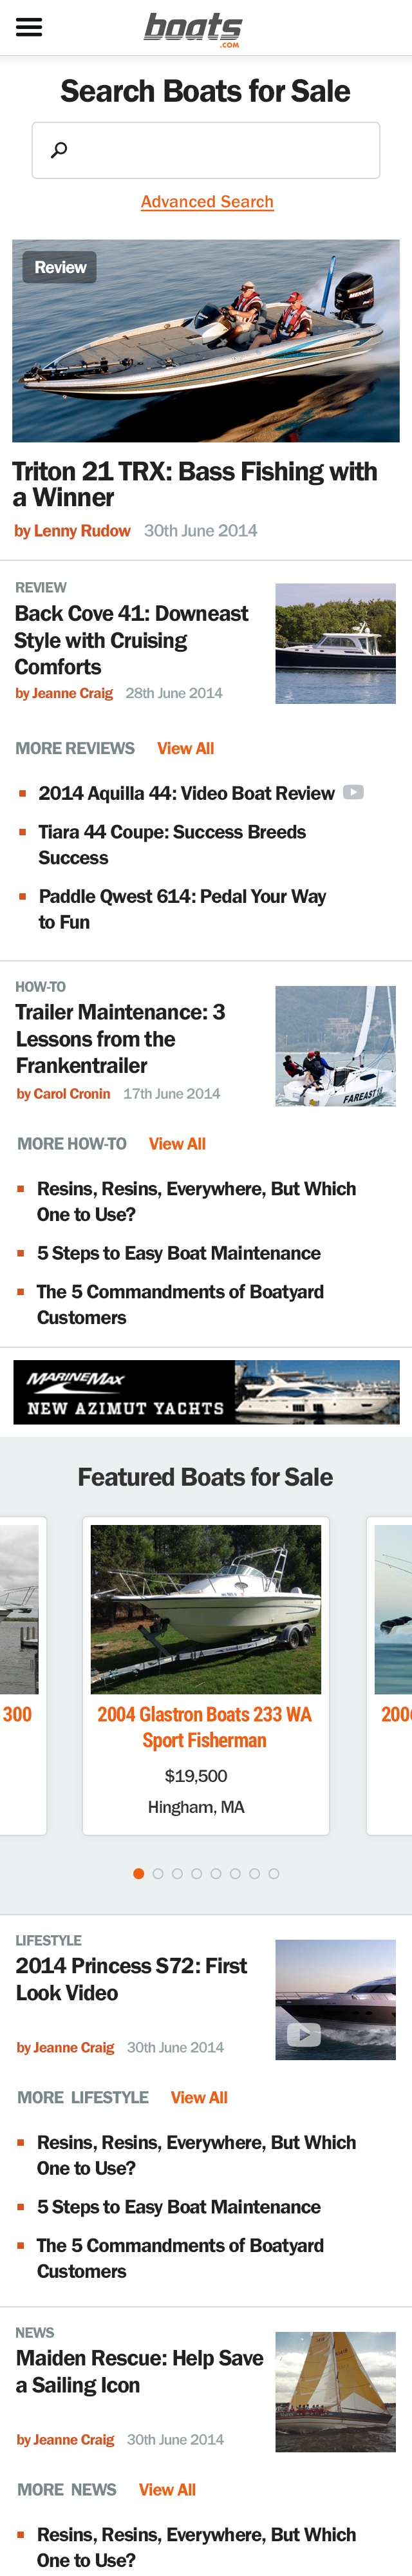 boats
.com
Search Boats for Sale
Advanced Search
Review
MERCURY
Triton 21 TRX: Bass Fishing with
a Winner
by Lenny Rudow 30th June 2014
REVIEW
Back Cove 41: Downeast
Style with Cruising
Comforts
by Jeanne Craig 28th June 2014
MORE REVIEWS View All
2014 Aquilla 44: Video Boat Review
Tiara 44 Coupe: Success Breeds
Success
Paddle Qwest 614: Pedal Your Way
to Fun
HOW-TO
Trailer Maintenance: 3
Lessons from the
Frankentrailer
by Carol Cronin 17th June 2014
FAREAST
MORE HOW-TO View All
Resins, Resins, Everywhere, But Which
One to Use?
5 Steps to Easy Boat Maintenance
The 5 Commandments of Boatyard
Customers
MARINEMAX
NEW AZIMUT YACHTS
Featured Boats for Sale
300
2004 Glastron Boats 233 WA
Sport Fisherman
$19,500
Hingham, MA
200
LIFESTYLE
2014 Princess S72: First
Look Video
by Jeanne Craig 30th June 2014
MORE LIFESTYLE View All
Resins, Resins, Everywhere, But Which
One to Use?
5 Steps to Easy Boat Maintenance
The 5 Commandments of Boatyard
Customers
NEWS
Maiden Rescue: Help Save
a Sailing Icon
by Jeanne Craig 30th June 2014
MORE NEWS View All
Resins, Resins, Everywhere, But Which
One to Use?